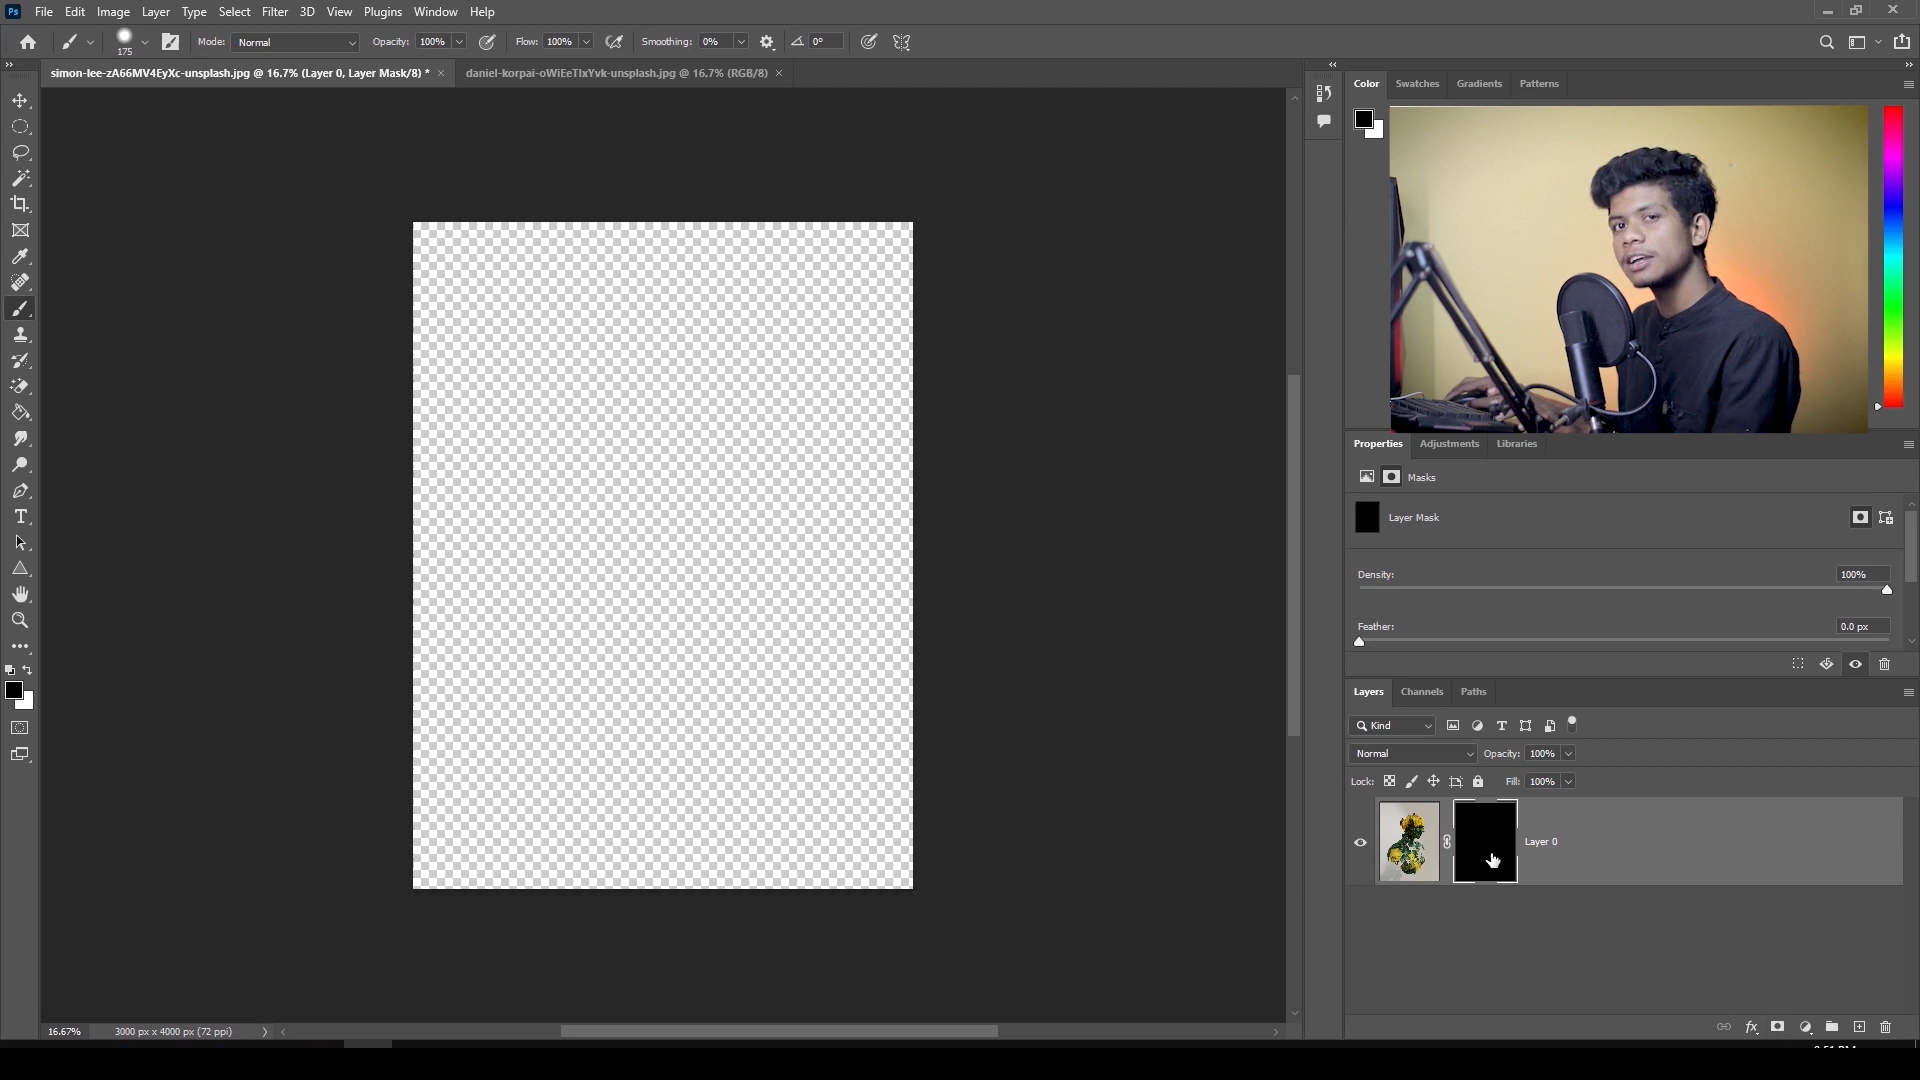 Ps File Edit Image Layer Type Select Filter 3D View Plugins Window Help
175 Mode: Normal Opacity: 100% Flow: 100% Smoothing: 0% 0°
simon-lee-zA66MV4EyXc-unsplash.jpg @ 16.7% (Layer 0, Layer Mask/8) * × daniel-korpai-oWiEeTlxYvk-unsplash.jpg @ 16.7% (RGB/8) ×
Color Swatches Gradients Patterns
Properties Adjustments Libraries
Masks
Layer Mask
Density: 100%
Feather: 0.0 px
Layers Channels Paths
Kind
Normal Opacity: 100%
Lock: Fill: 100%
Layer 0
16.67% 3000 px x 4000 px (72 ppi)